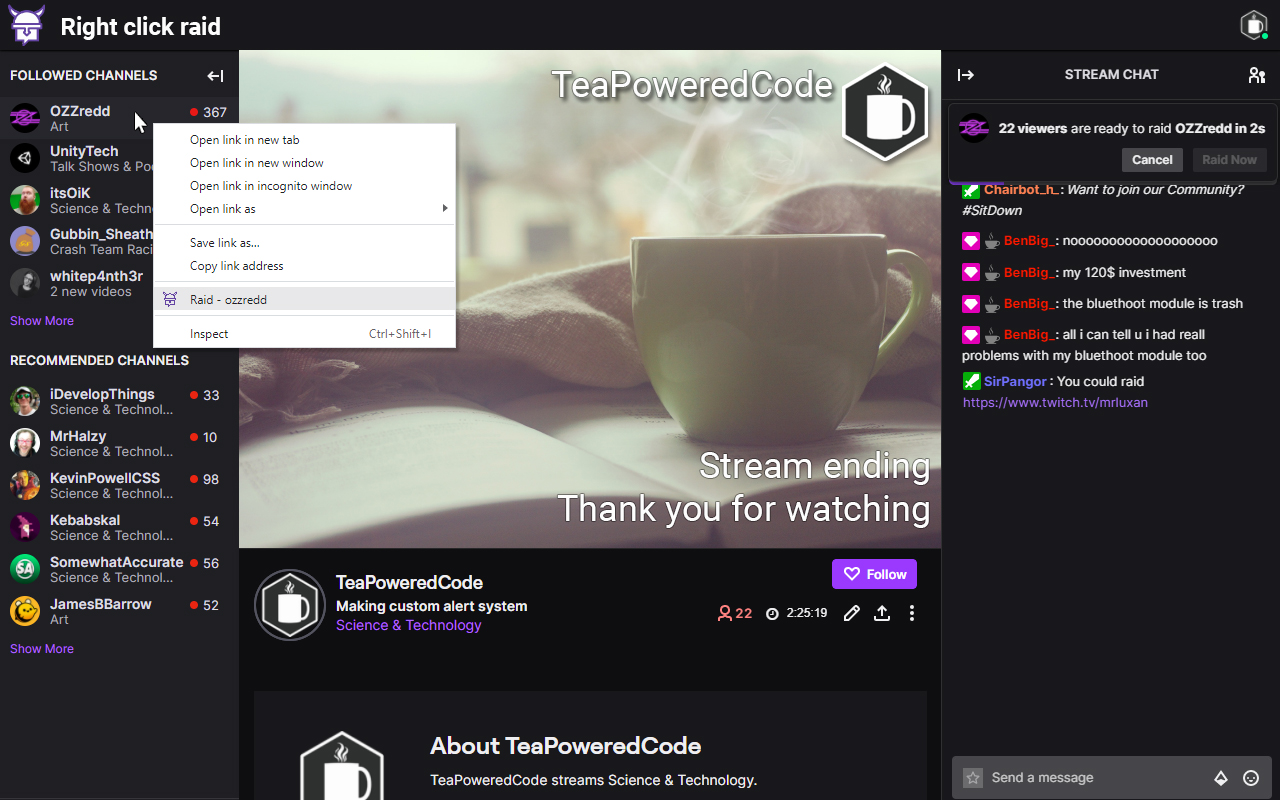 Right click raid
FOLLOWED CHANNELS
OZZredd
367
Art
UnityTech
Talk Shows & Po
itsOiK
Science & Techn
Gubbin_Sheath
Crash Team Raci
whitep4nth3r
2 new videos
Show More
RECOMMENDED CHANNELS
iDevelopThings
33
Science & Technol...
MrHalzy
10
Science & Technol...
KevinPowellCSS
98
Science & Technol...
Kebabskal
54
Science & Technol...
SomewhatAccurate
56
Science & Technol...
JamesBBarrow
52
Art
Show More
Open link in new tab
Open link in new window
Open link in incognito window
Open link as
Save link as...
Copy link address
Raid - ozzredd
Inspect Ctrl+Shift+I
TeaPoweredCode
Stream ending
Thank you for watching
TeaPoweredCode
Making custom alert system
Science & Technology
Follow
22 2:25:19
About TeaPoweredCode
TeaPoweredCode streams Science & Technology.
STREAM CHAT
22 viewers are ready to raid OZZredd in 2s
Cancel Raid Now
Chairbot_h_: Want to join our Community?
#SitDown
BenBig_: nooooooooooooooooooo
BenBig_: my 120$ investment
BenBig_: the bluethoot module is trash
BenBig_: all i can tell u i had reall
problems with my bluethoot module too
SirPangor : You could raid
https://www.twitch.tv/mrluxan
Send a message